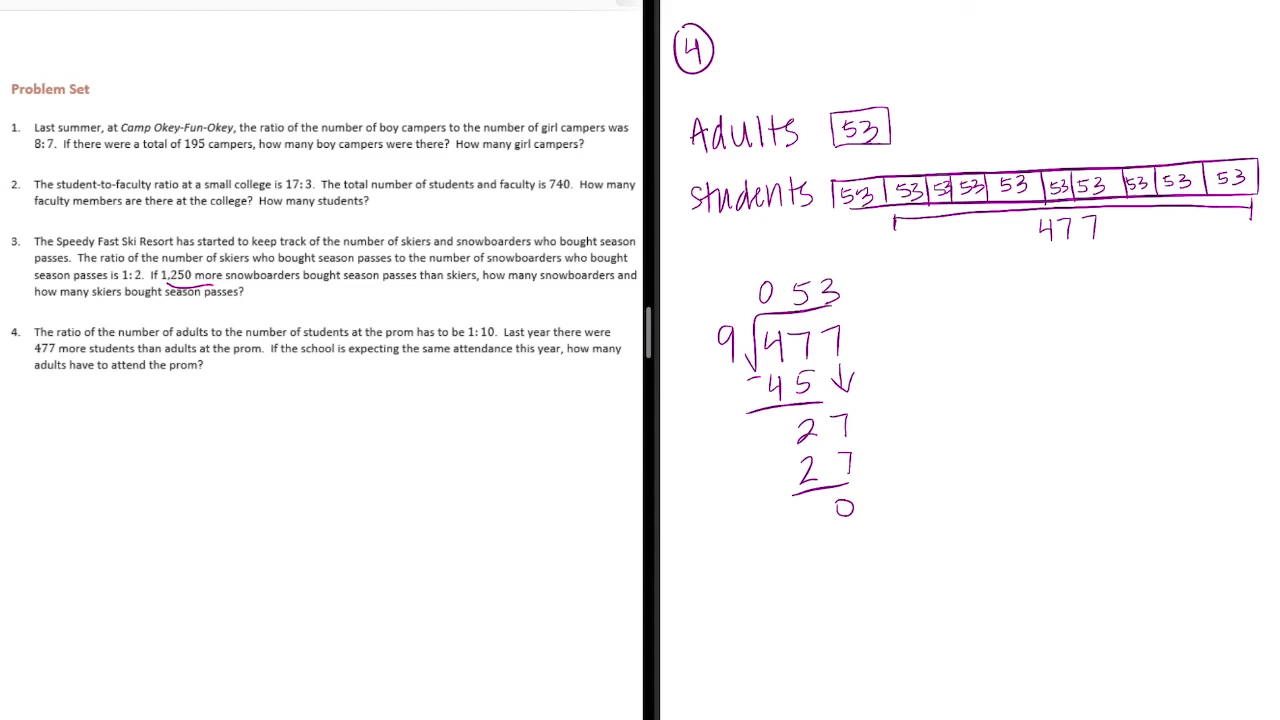 Problem Set
1. Last summer, at Camp Okey-Fun-Okey, the ratio of the number of boy campers to the number of girl campers was
8:7. If there were a total of 195 campers, how many boy campers were there? How many girl campers?
2. The student-to-faculty ratio at a small college is 17:3. The total number of students and faculty is 740. How many
faculty members are there at the college? How many students?
3. The Speedy Fast Ski Resort has started to keep track of the number of skiers and snowboarders who bought season
passes. The ratio of the number of skiers who bought season passes to the number of snowboarders who bought
season passes is 1:2. If 1,250 more snowboarders bought season passes than skiers, how many snowboarders and
how many skiers bought season passes?
4. The ratio of the number of adults to the number of students at the prom has to be 1:10. Last year there were
477 more students than adults at the prom. If the school is expecting the same attendance this year, how many
adults have to attend the prom?
4
Adults 53
Students 53 53 53 53 53 53 53 53 53 53
477
0 5 3
9 477
-45
27
27
0